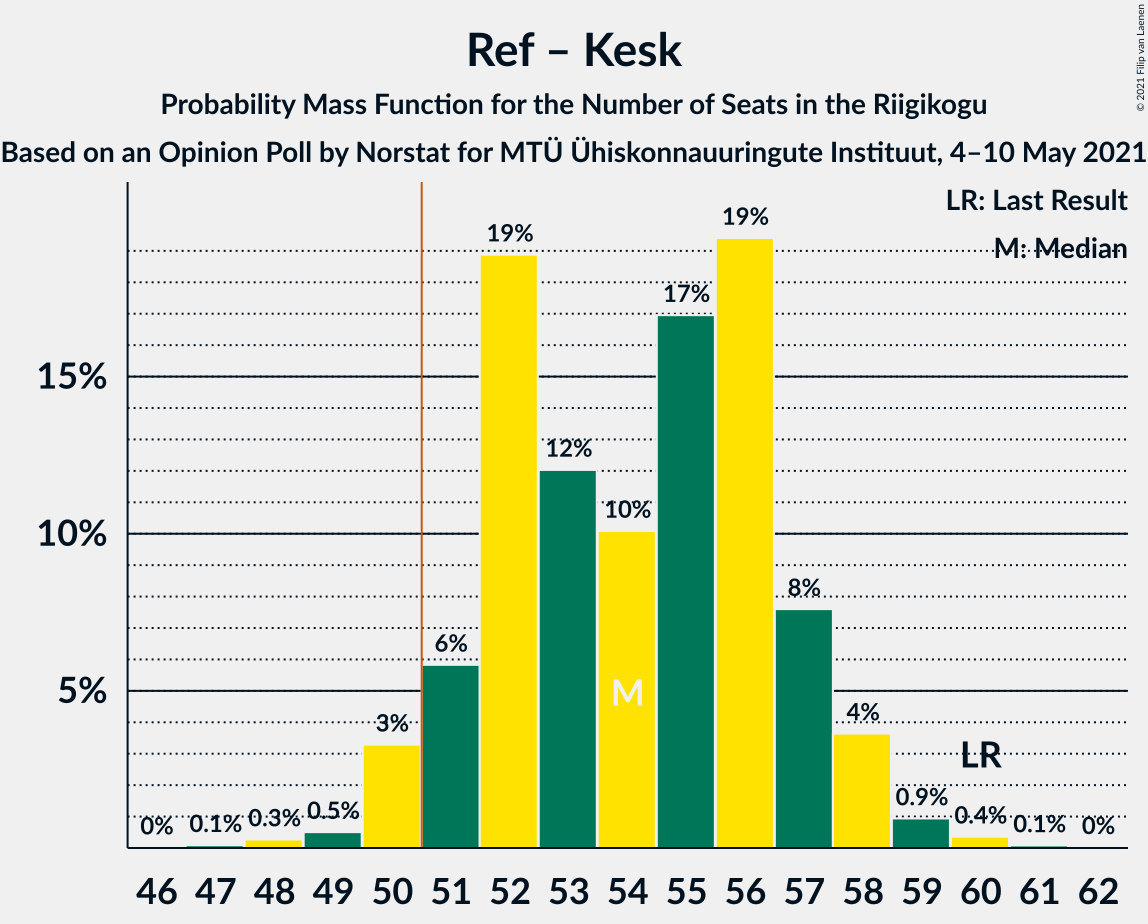 Ref – Kesk
Probability Mass Function for the Number of Seats in the Riigikogu
Based on an Opinion Poll by Norstat for MTÜ Ühiskonnauuringute Instituut, 4–10 May 2021
© 2021 Filip van Laenen
LR: Last Result
M: Median
19%
19%
17%
15%
12%
10%
10%
8%
6%
5%
M
3%
4%
LR
0%
0.1%
0.3%
0.5%
0.9%
0.4%
0.1%
0%
46 47 48 49 50 51 52 53 54 55 56 57 58 59 60 61 62